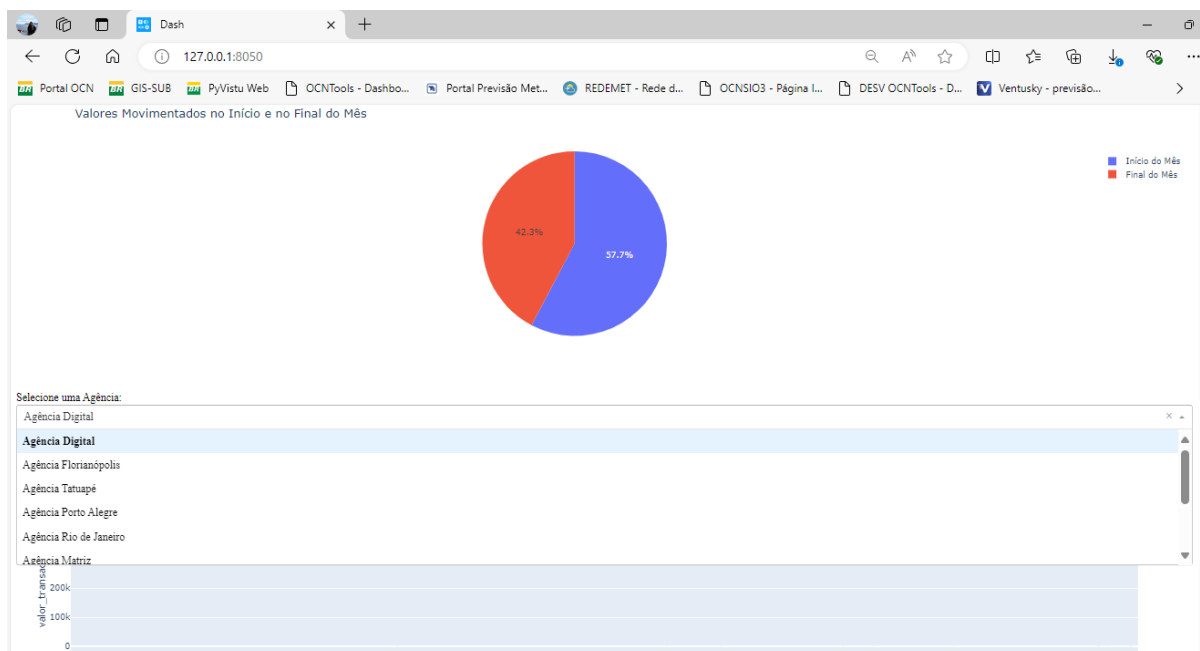 Dash
127.0.0.1:8050
Portal OCN GIS-SUB PyVistu Web OCNTools - Dashbo... Portal Previsão Met... REDEMET - Rede d... OCNSIO3 - Página I... DESV OCNTools - D... Ventusky - previsão...
Valores Movimentados no Início e no Final do Mês
Início do Mês
Final do Mês
42.3%
57.7%
Selecione uma Agência:
Agência Digital
Agência Digital
Agência Florianópolis
Agência Tatuapé
Agência Porto Alegre
Agência Rio de Janeiro
Agência Matriz
valor_transac
200k
100k
0